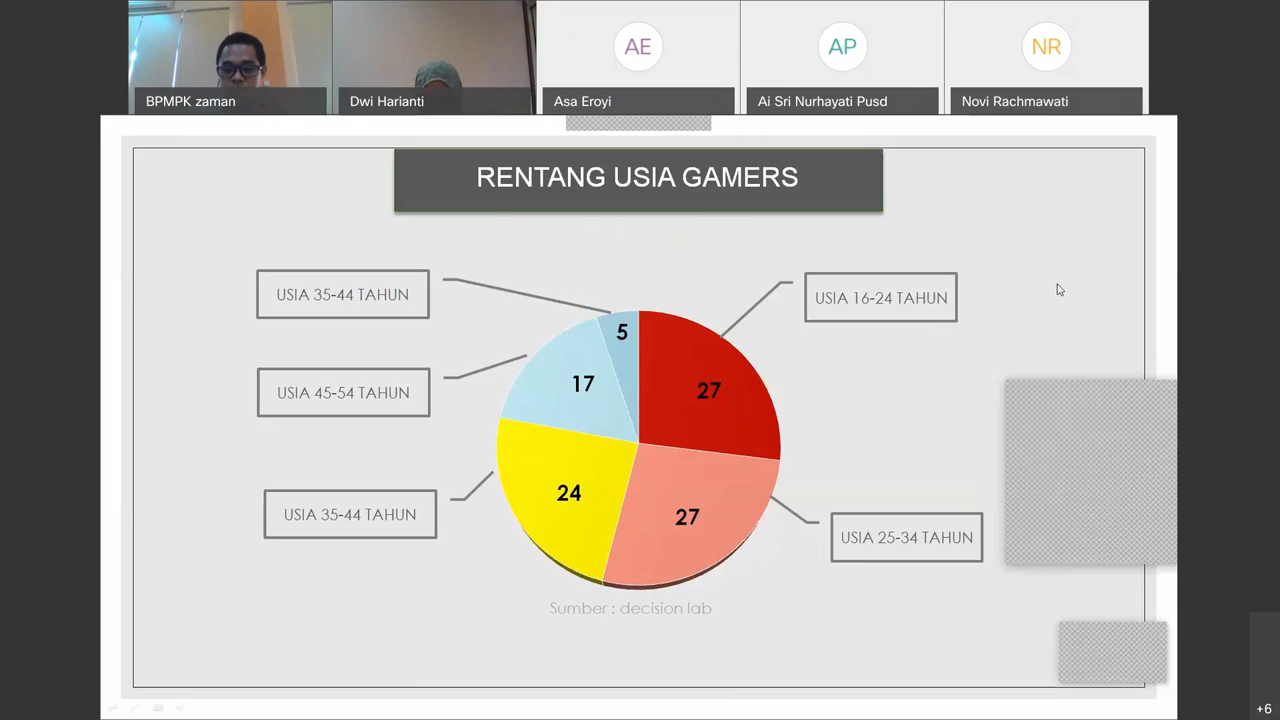 AE
AP
NR
BPMPK zaman
Dwi Harianti
Asa Eroyi
Ai Sri Nurhayati Pusd
Novi Rachmawati
RENTANG USIA GAMERS
USIA 35-44 TAHUN
USIA 16-24 TAHUN
5
17
27
USIA 45-54 TAHUN
24
27
USIA 35-44 TAHUN
USIA 25-34 TAHUN
Sumber : decision lab
+6